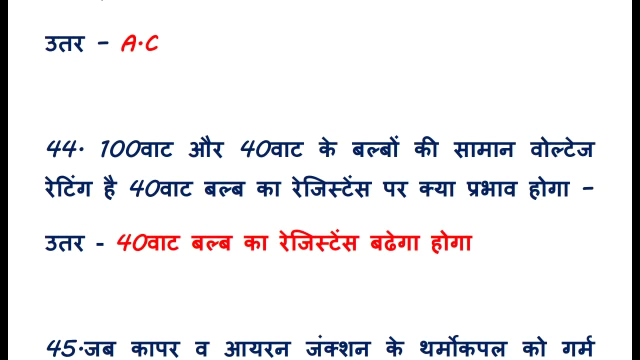 उतर - A.C
44. 100वाट और 40वाट के बल्बों की सामान वोल्टेज
रेटिंग है 40वाट बल्ब का रेजिस्टेंस पर क्या प्रभाव होगा -
उतर - 40वाट बल्ब का रेजिस्टेंस बढेगा होगा
45.जब कापर व आयरन जंक्शन के थर्मोकपल को गर्म